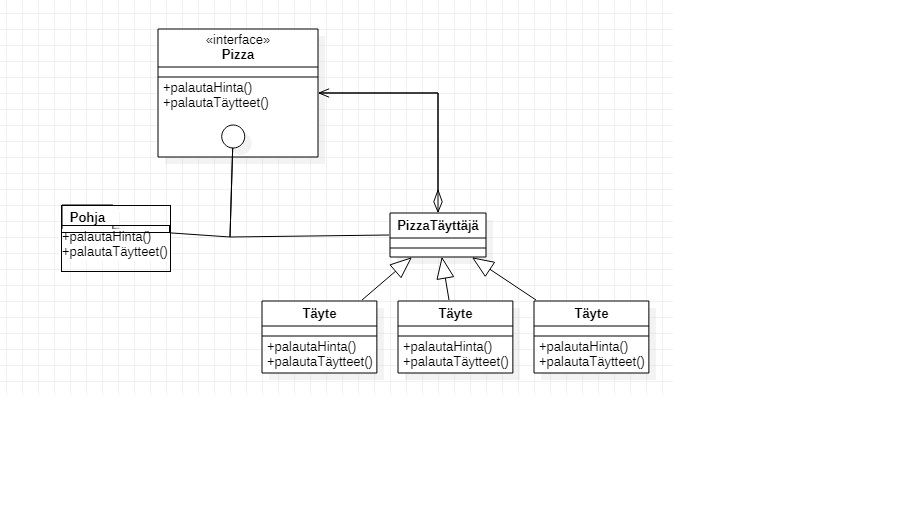 «interface»
Pizza
+palautaHinta()
+palautaTäytteet()
Pohja
+palautaHinta()
+palautaTäytteet()
PizzaTäyttäjä
Täyte
+palautaHinta()
+palautaTäytteet()
Täyte
+palautaHinta()
+palautaTäytteet()
Täyte
+palautaHinta()
+palautaTäytteet()